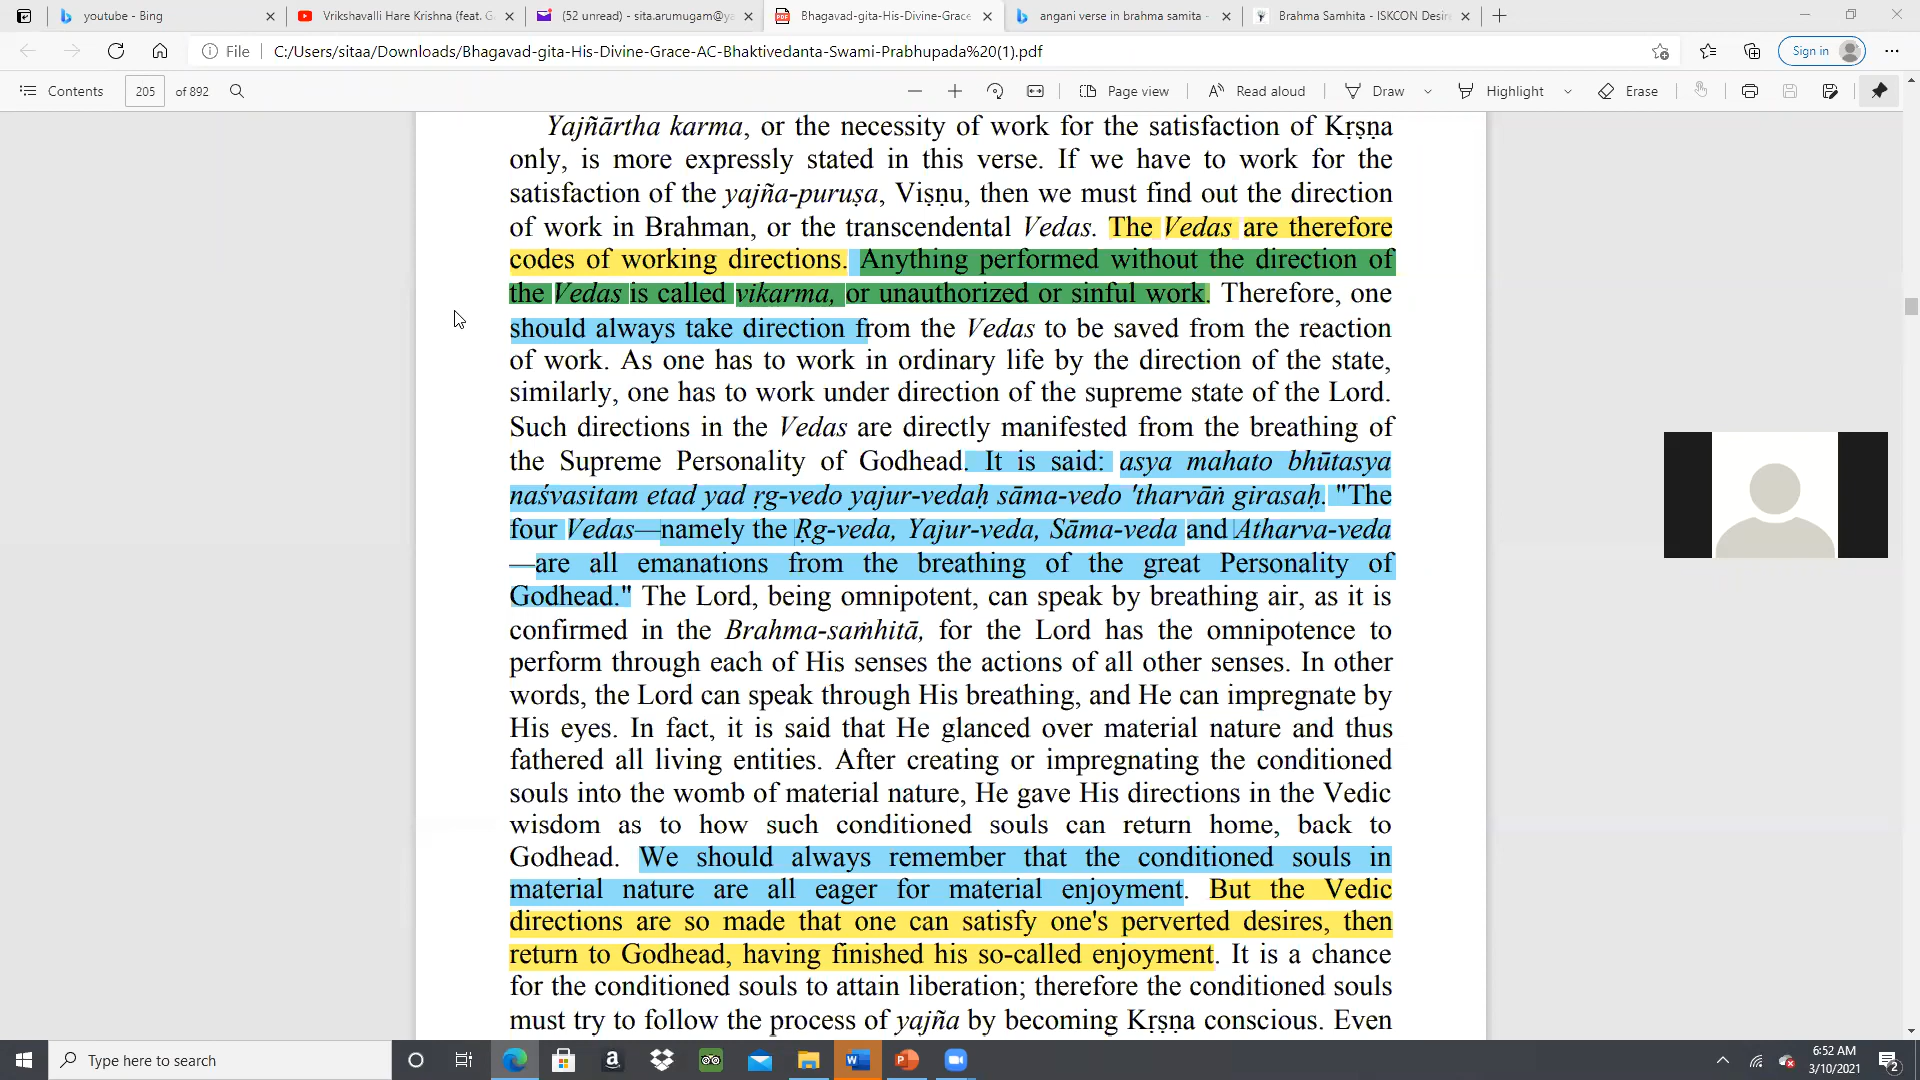 youtube - Bing
Vrikshavalli Hare Krishna (feat. G
(52 unread) - sita.arumugam@ya
Bhagavad-gita-His-Divine-Grace
angani verse in brahma samita -
Brahma Samhita - ISKCON Desire
File
C:/Users/sitaa/Downloads/Bhagavad-gita-His-Divine-Grace-AC-Bhaktivedanta-Swami-Prabhupada%20(1).pdf
Sign in
Contents
205
of 892
Page view
Read aloud
Draw
Highlight
Erase
Yajñārtha karma, or the necessity of work for the satisfaction of Kṛṣṇa
only, is more expressly stated in this verse. If we have to work for the
satisfaction of the yajña-puruṣa, Viṣṇu, then we must find out the direction
of work in Brahman, or the transcendental Vedas. The Vedas are therefore
codes of working directions. Anything performed without the direction of
the Vedas is called vikarma, or unauthorized or sinful work. Therefore, one
should always take direction from the Vedas to be saved from the reaction
of work. As one has to work in ordinary life by the direction of the state,
similarly, one has to work under direction of the supreme state of the Lord.
Such directions in the Vedas are directly manifested from the breathing of
the Supreme Personality of Godhead. It is said: asya mahato bhūtasya
naśvasitam etad yad ṛg-vedo yajur-vedaḥ sāma-vedo 'tharvāṅ girasaḥ. "The
four Vedas—namely the Ṛg-veda, Yajur-veda, Sāma-veda and Atharva-veda
—are all emanations from the breathing of the great Personality of
Godhead." The Lord, being omnipotent, can speak by breathing air, as it is
confirmed in the Brahma-saṁhitā, for the Lord has the omnipotence to
perform through each of His senses the actions of all other senses. In other
words, the Lord can speak through His breathing, and He can impregnate by
His eyes. In fact, it is said that He glanced over material nature and thus
fathered all living entities. After creating or impregnating the conditioned
souls into the womb of material nature, He gave His directions in the Vedic
wisdom as to how such conditioned souls can return home, back to
Godhead. We should always remember that the conditioned souls in
material nature are all eager for material enjoyment. But the Vedic
directions are so made that one can satisfy one's perverted desires, then
return to Godhead, having finished his so-called enjoyment. It is a chance
for the conditioned souls to attain liberation; therefore the conditioned souls
must try to follow the process of yajña by becoming Kṛṣṇa conscious. Even
Type here to search
6:52 AM
3/10/2021
2